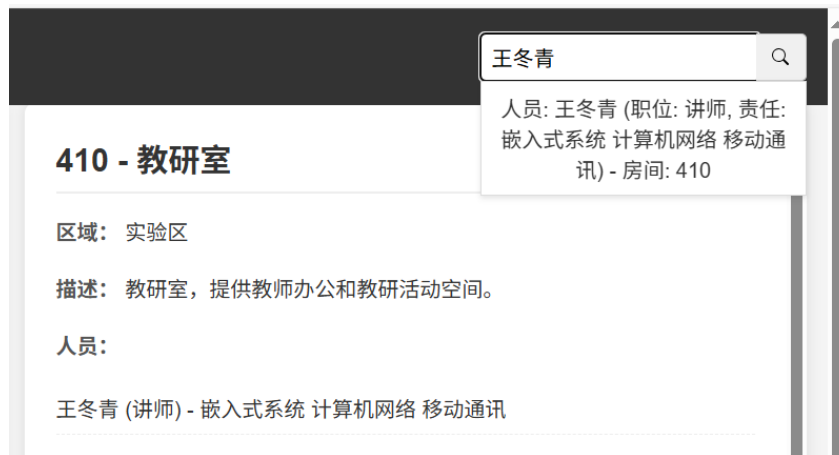 王冬青
人员: 王冬青 (职位: 讲师, 责任:
嵌入式系统 计算机网络 移动通
讯) - 房间: 410
410 - 教研室
区域： 实验区
描述： 教研室，提供教师办公和教研活动空间。
人员：
王冬青 (讲师) - 嵌入式系统 计算机网络 移动通讯